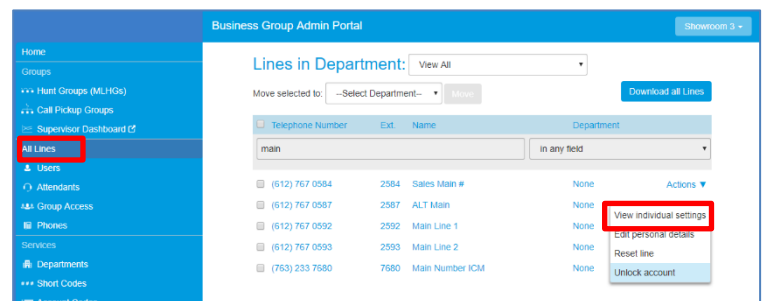 Business Group Admin Portal
Showroom 3
Home
Groups
Hunt Groups (MLHGs)
Call Pickup Groups
Supervisor Dashboard
All Lines
Users
Attendants
Group Access
Phones
Services
Departments
Short Codes
Account Codes
Lines in Department: View All
Move selected to: --Select Department-- Move
Download all Lines
Telephone Number Ext. Name Department
main in any field
(612) 767 0584 2584 Sales Main # None Actions ▼
(612) 767 0587 2587 ALT Main None
(612) 767 0592 2592 Main Line 1 None
(612) 767 0593 2593 Main Line 2 None
(763) 233 7680 7680 Main Number ICM None
View individual settings
Edit personal details
Reset line
Unlock account